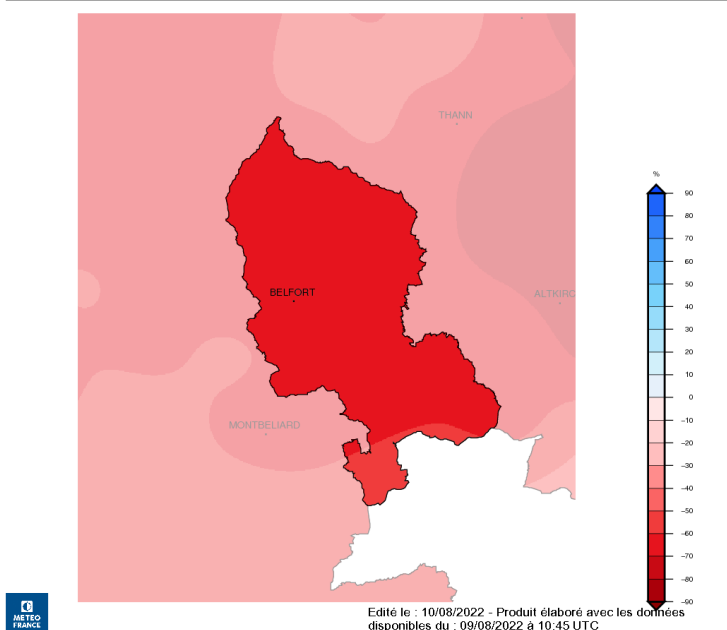 THANN
%
90
80
70
60
50
40
30
20
10
0
-10
-20
-30
-40
-50
-60
-70
-80
-90
BELFORT
ALTKIRC
MONTBELIARD
METEO
FRANCE
Edité le : 10/08/2022 - Produit élaboré avec les données
disponibles du : 09/08/2022 à 10:45 UTC